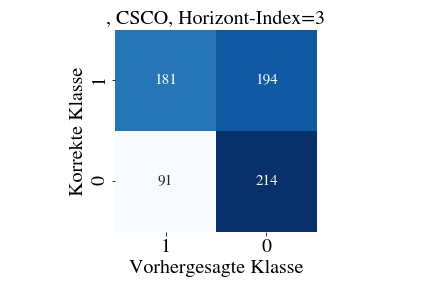 , CSCO, Horizont-Index=3
Korrekte Klasse
1
181 194
0
91 214
1 0
Vorhergesagte Klasse